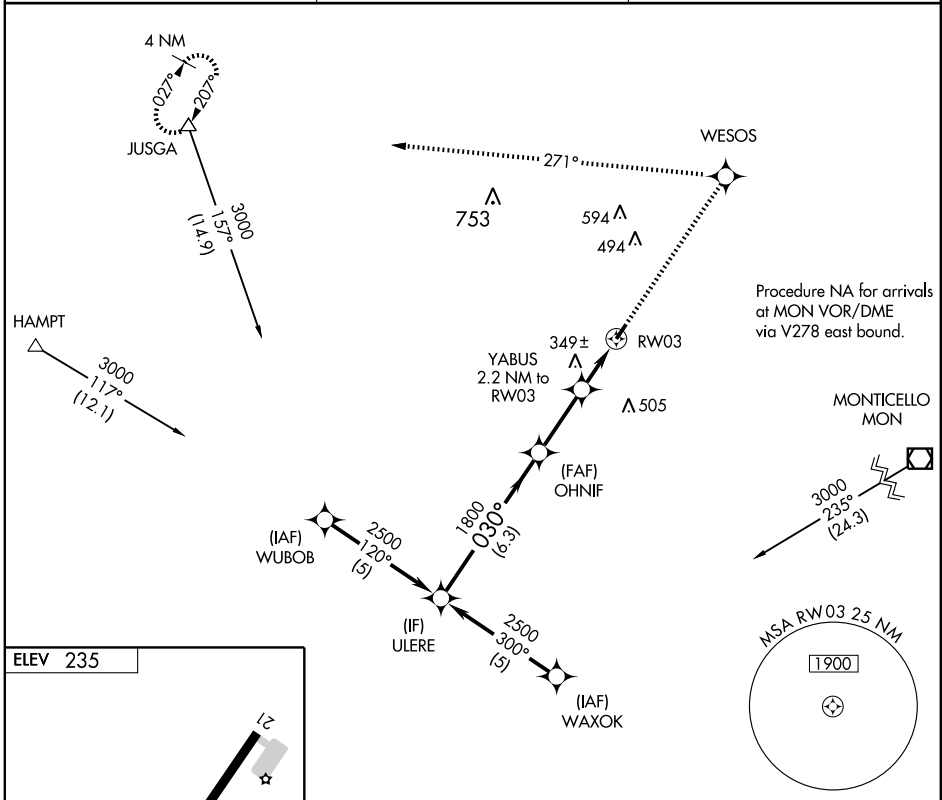 4 NM
027°
207°
JUSGA
3000
157°
(14.9)
WESOS
271°
753
594
494
Procedure NA for arrivals
at MON VOR/DME
via V278 east bound.
HAMPT
3000
117°
(12.1)
349±
RW03
YABUS
2.2 NM to
RW03
505
MONTICELLO
MON
3000
235°
(24.3)
(FAF)
OHNIF
1800
030°
(6.3)
(IAF)
WUBOB
2500
120°
(5)
(IF)
ULERE
2500
300°
(5)
(IAF)
WAXOK
MSA RW03 25 NM
1900
ELEV 235
21